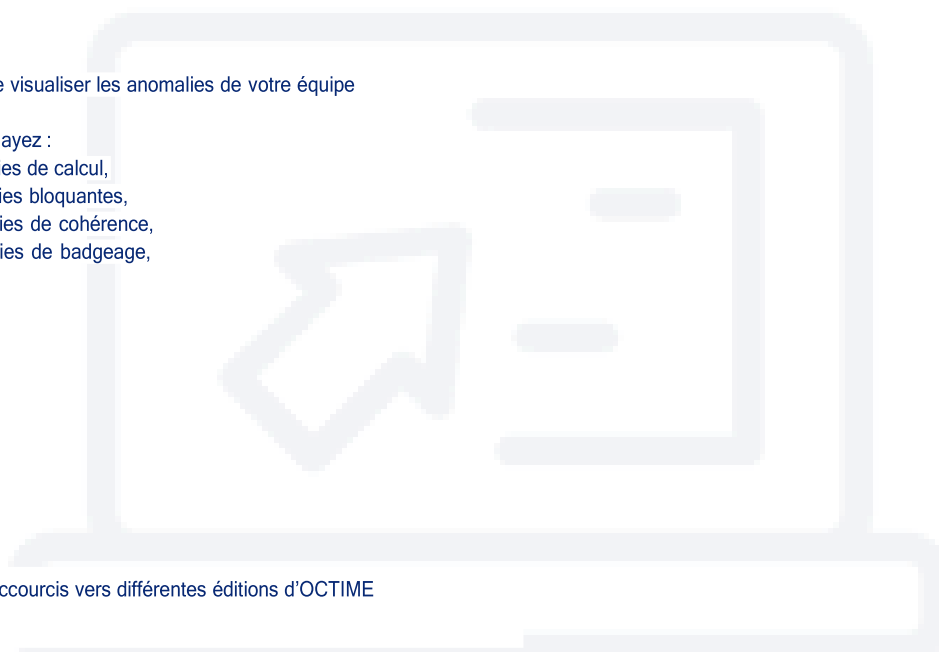 e visualiser les anomalies de votre équipe
ayez :
ies de calcul,
ies bloquantes,
ies de cohérence,
ies de badgeage,
ccourcis vers différentes éditions d’OCTIME